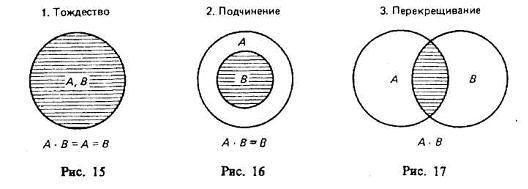 1. Тождество
2. Подчинение
3. Перекрещивание
A, B
A
B
A
B
A · B = A = B
A · B = B
A · B
Рис. 15
Рис. 16
Рис. 17